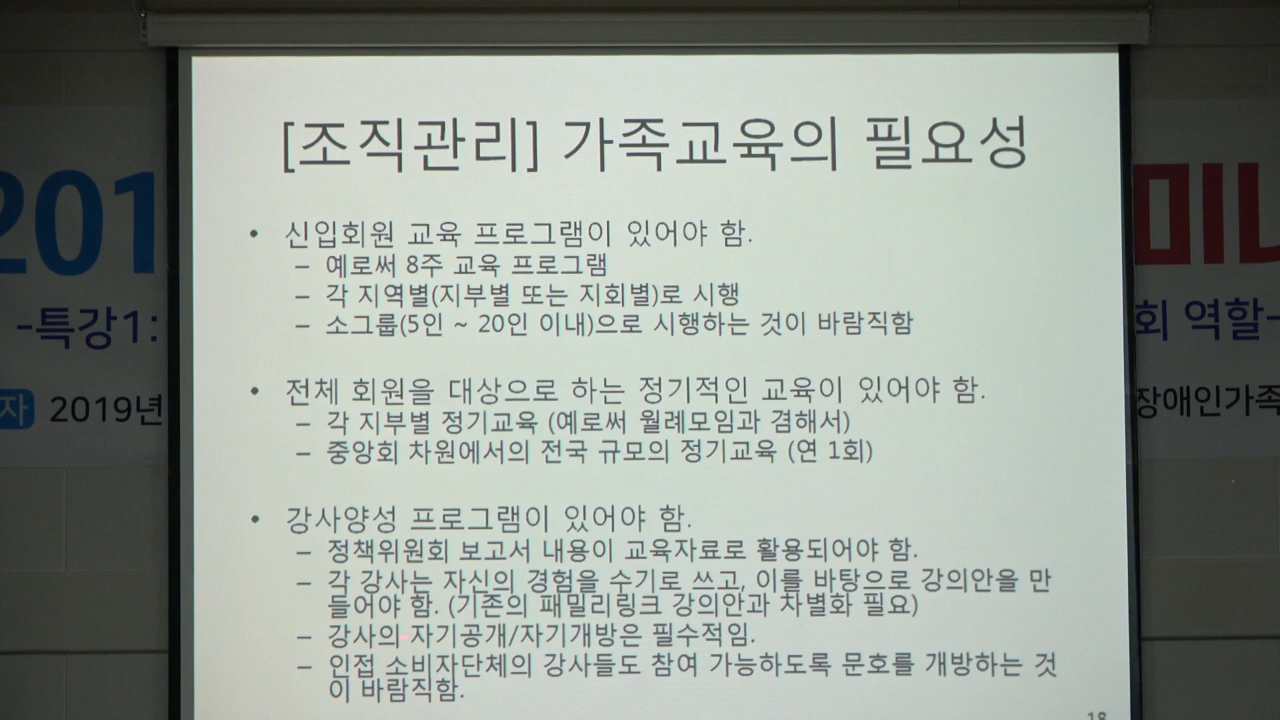 [조직관리] 가족교육의 필요성
• 신입회원 교육 프로그램이 있어야 함.
– 예로써 8주 교육 프로그램
– 각 지역별(지부별 또는 지회별)로 시행
– 소그룹(5인 ~ 20인 이내)으로 시행하는 것이 바람직함
• 전체 회원을 대상으로 하는 정기적인 교육이 있어야 함.
– 각 지부별 정기교육 (예로써 월례모임과 겸해서)
– 중앙회 차원에서의 전국 규모의 정기교육 (연 1회)
• 강사양성 프로그램이 있어야 함.
– 정책위원회 보고서 내용이 교육자료로 활용되어야 함.
– 각 강사는 자신의 경험을 수기로 쓰고, 이를 바탕으로 강의안을 만
들어야 함. (기존의 패밀리링크 강의안과 차별화 필요)
– 강사의 자기공개/자기개방은 필수적임.
– 인접 소비자단체의 강사들도 참여 가능하도록 문호를 개방하는 것
이 바람직함.
18
201
-특강1:
자 2019년
미나
회 역할-
장애인가족